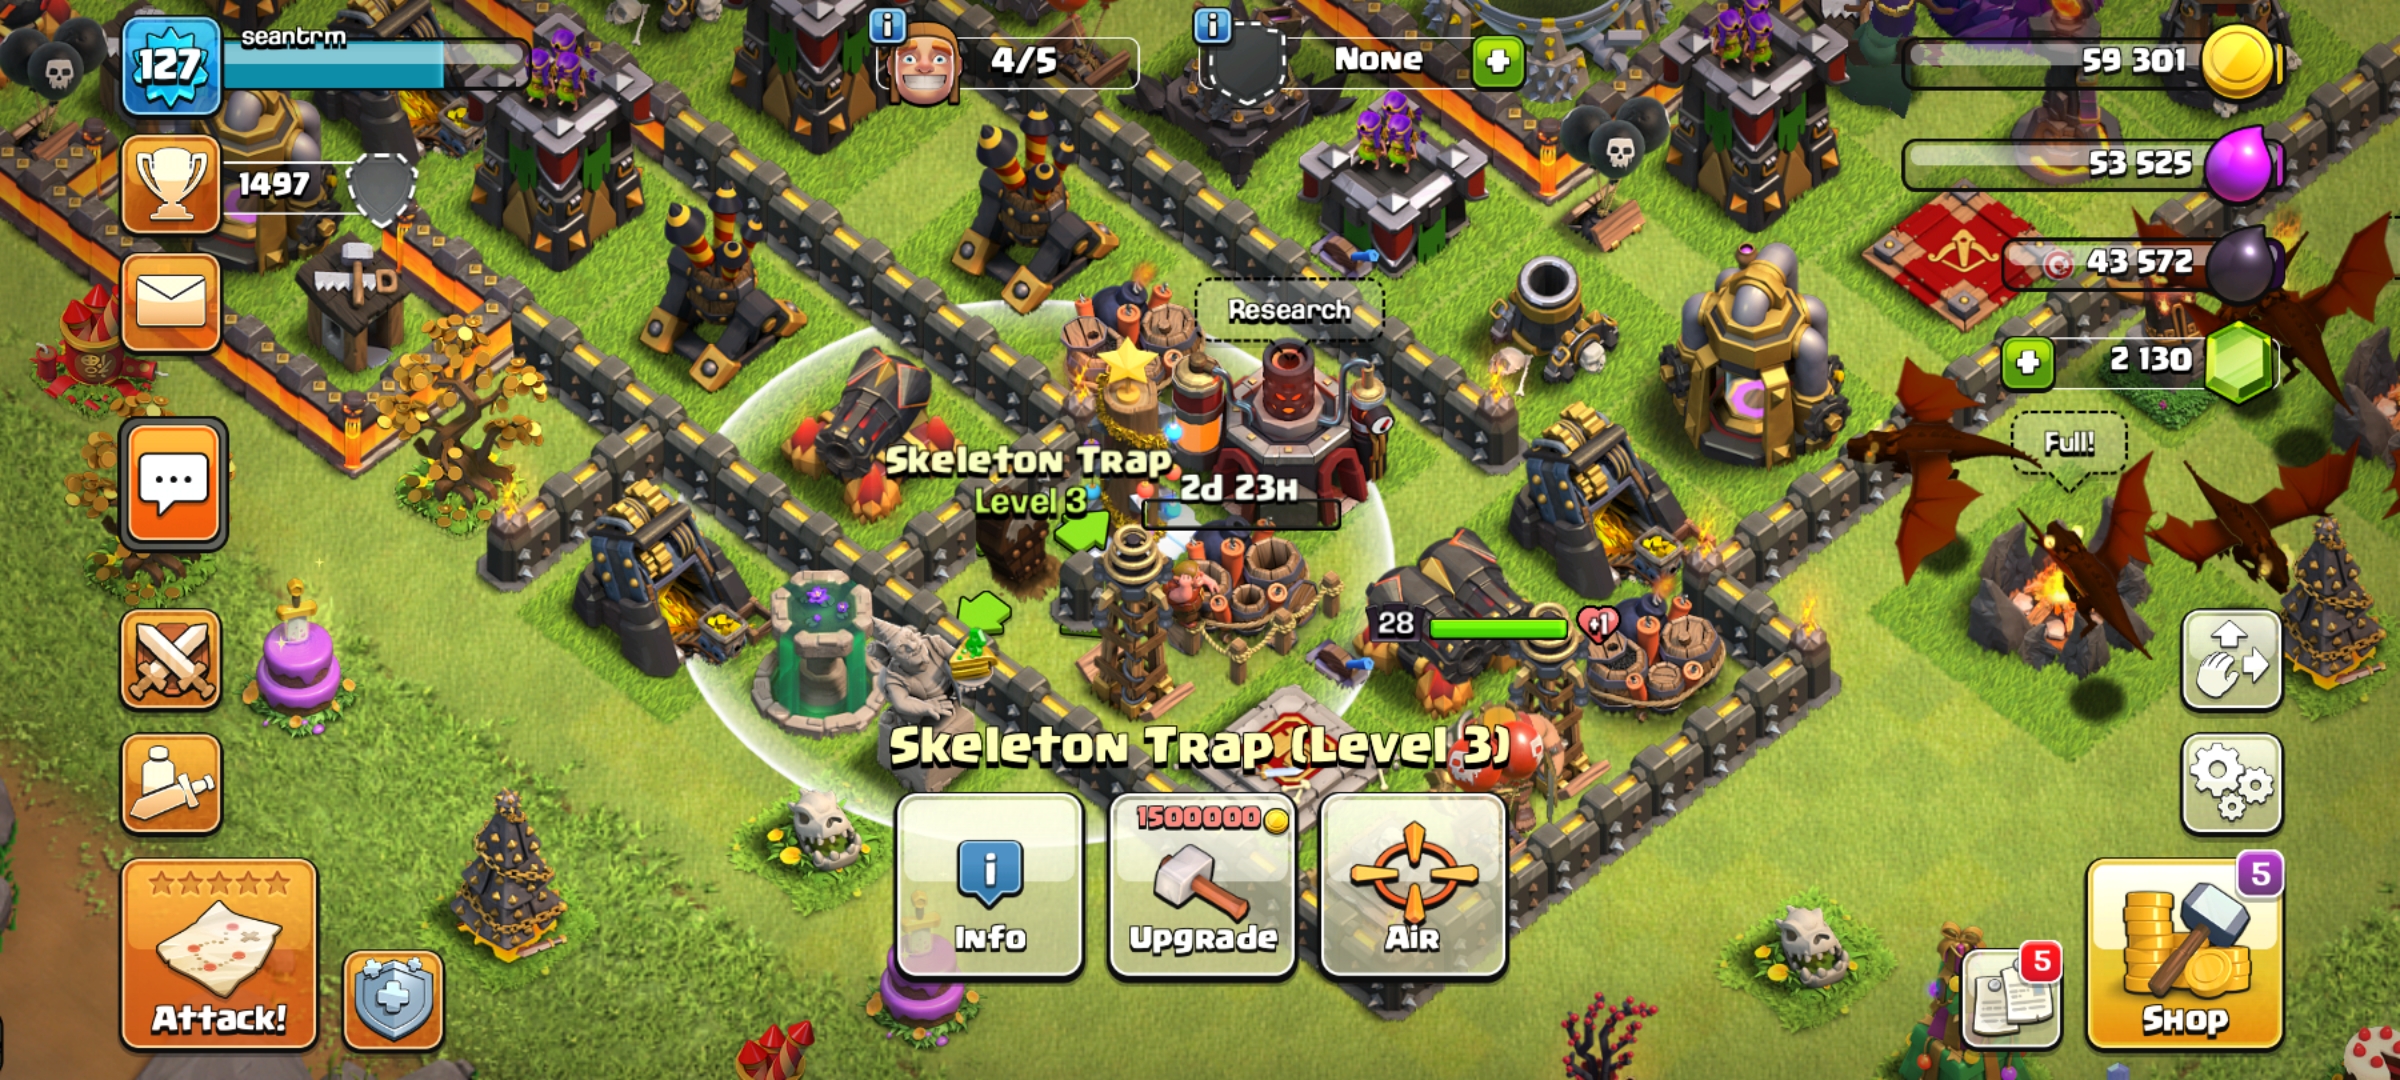 127
seantrm
4/5
None
59 301
1497
53 525
43 572
Research
2 130
Full!
Skeleton Trap
Level 3
2d 23H
28
+1
Skeleton Trap (Level 3)
1500000
Info
Upgrade
Air
Attack!
5
5
Shop